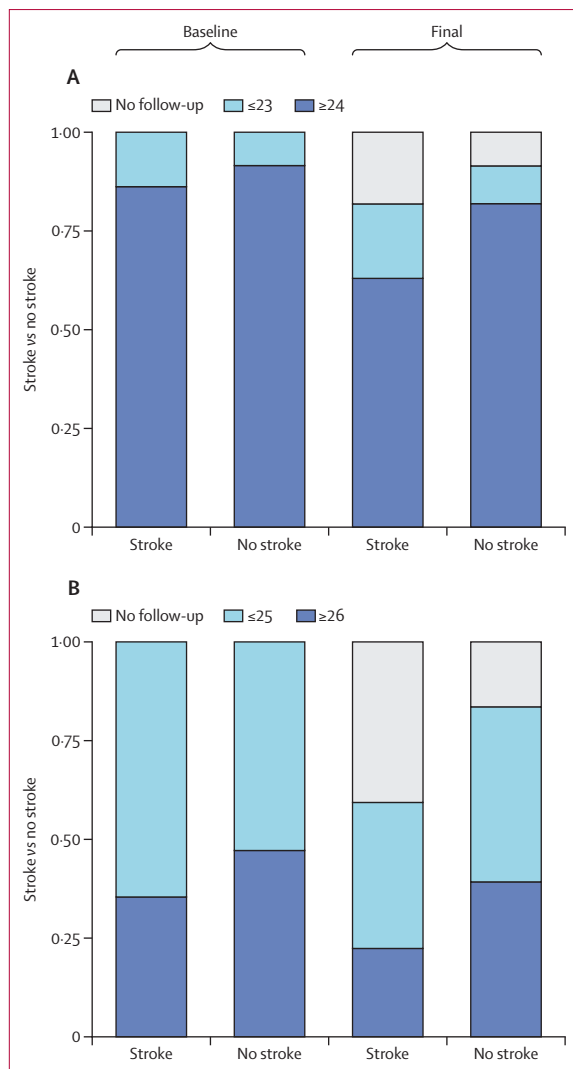 Baseline Final
A
No follow-up ≤23 ≥24
1·00
0·75
0·50
0·25
0
Stroke vs no stroke
Stroke No stroke Stroke No stroke
B
No follow-up ≤25 ≥26
1·00
0·75
0·50
0·25
0
Stroke vs no stroke
Stroke No stroke Stroke No stroke